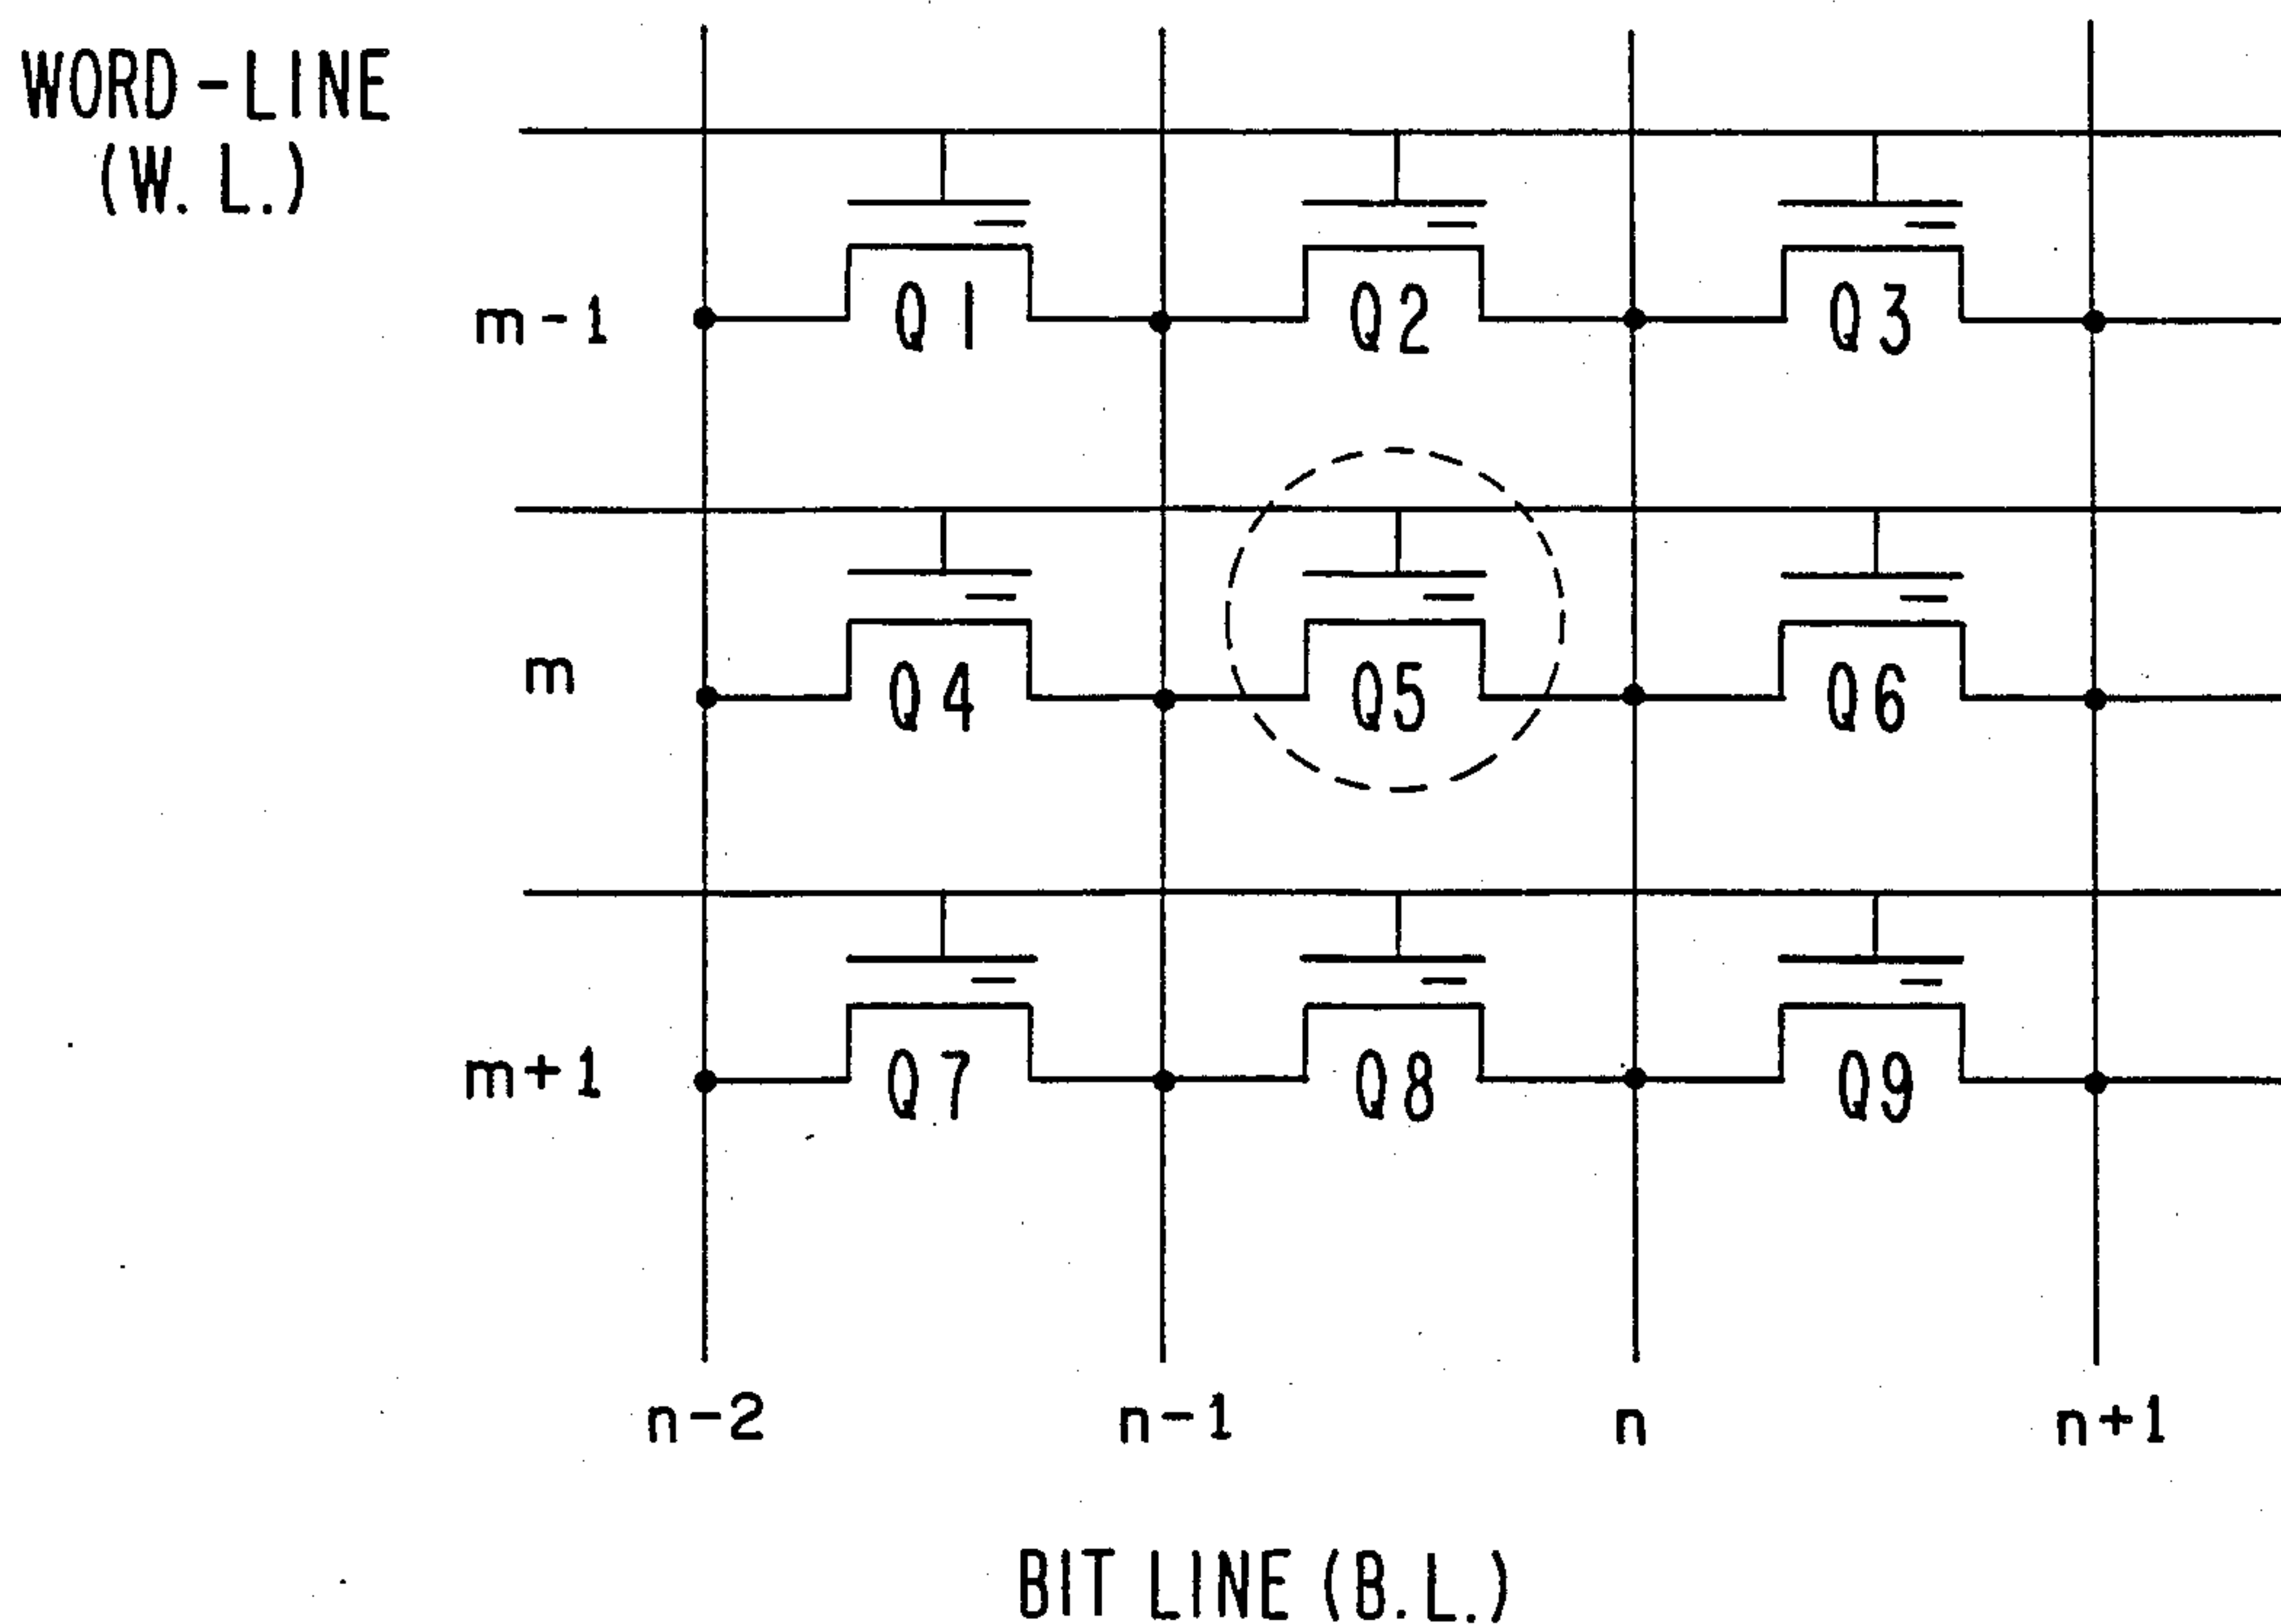 WORD-LINE
(W. L.)
m-1
Q1
Q2
Q3
m
Q4
Q5
Q6
m+1
Q7
Q8
Q9
n-2
n-1
n
n+1
BIT LINE (B.L.)